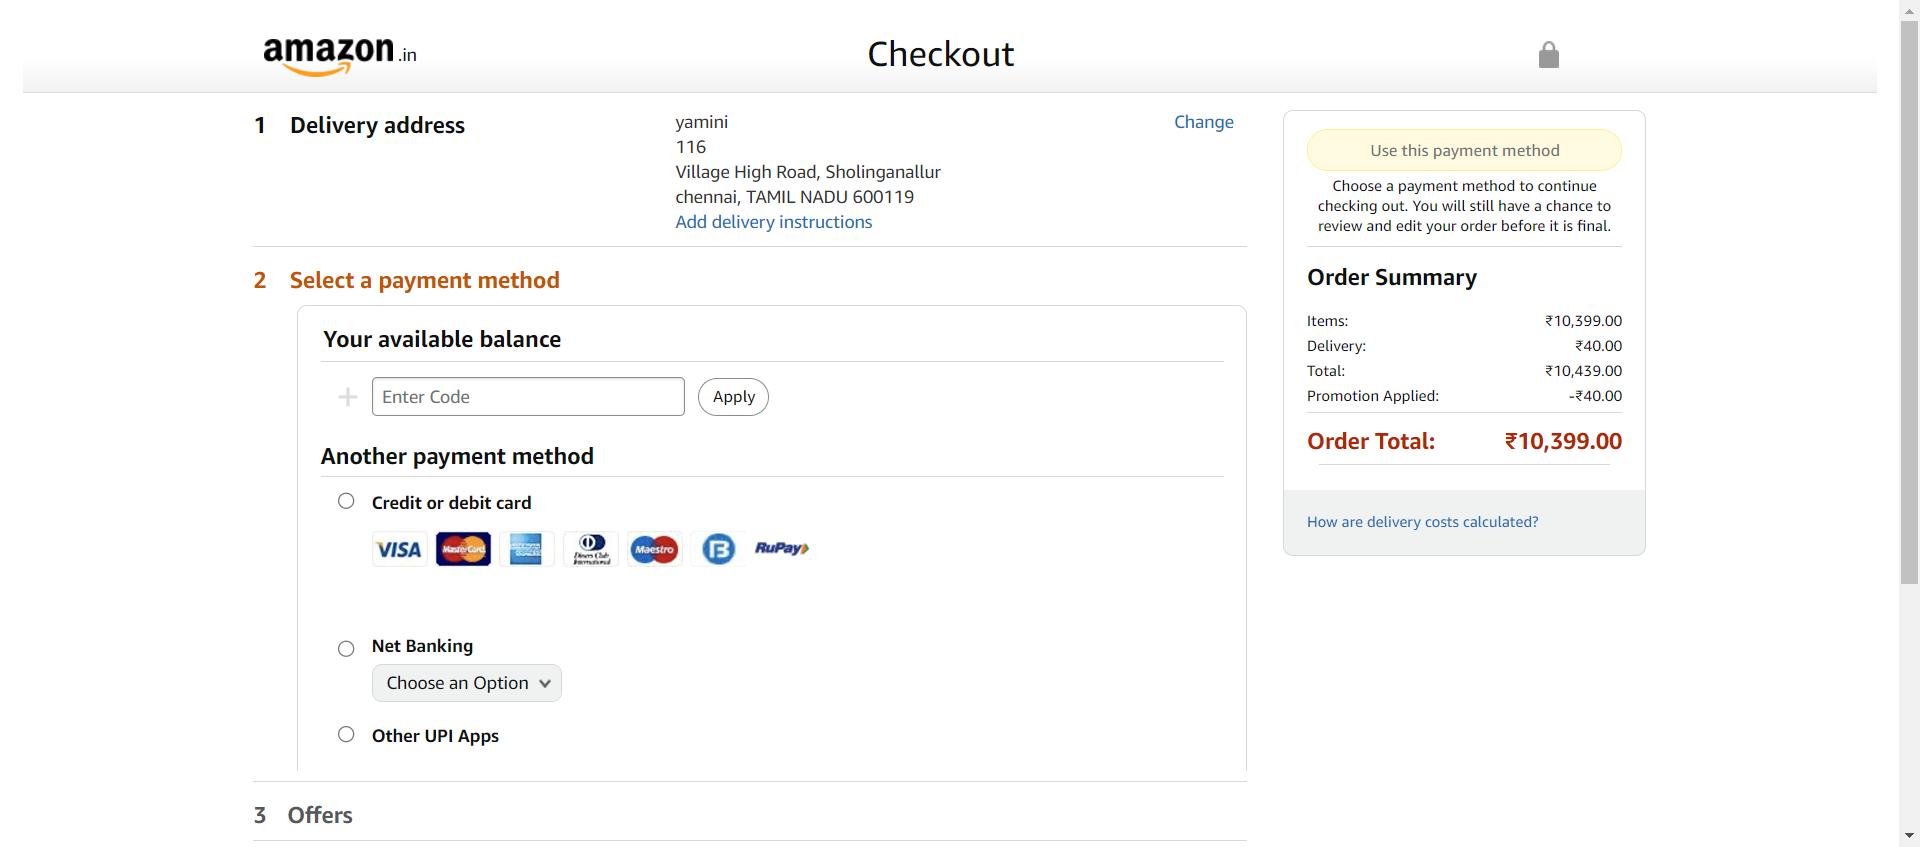 amazon.in
Checkout
1 Delivery address
yamini
116
Village High Road, Sholinganallur
chennai, TAMIL NADU 600119
Add delivery instructions
Change
2 Select a payment method
Your available balance
Enter Code
Apply
Another payment method
Credit or debit card
VISA MasterCard AMERICAN EXPRESS Diners Club International Maestro B RuPay
Net Banking
Choose an Option
Other UPI Apps
3 Offers
Use this payment method
Choose a payment method to continue
checking out. You will still have a chance to
review and edit your order before it is final.
Order Summary
Items: ₹10,399.00
Delivery: ₹40.00
Total: ₹10,439.00
Promotion Applied: -₹40.00
Order Total: ₹10,399.00
How are delivery costs calculated?